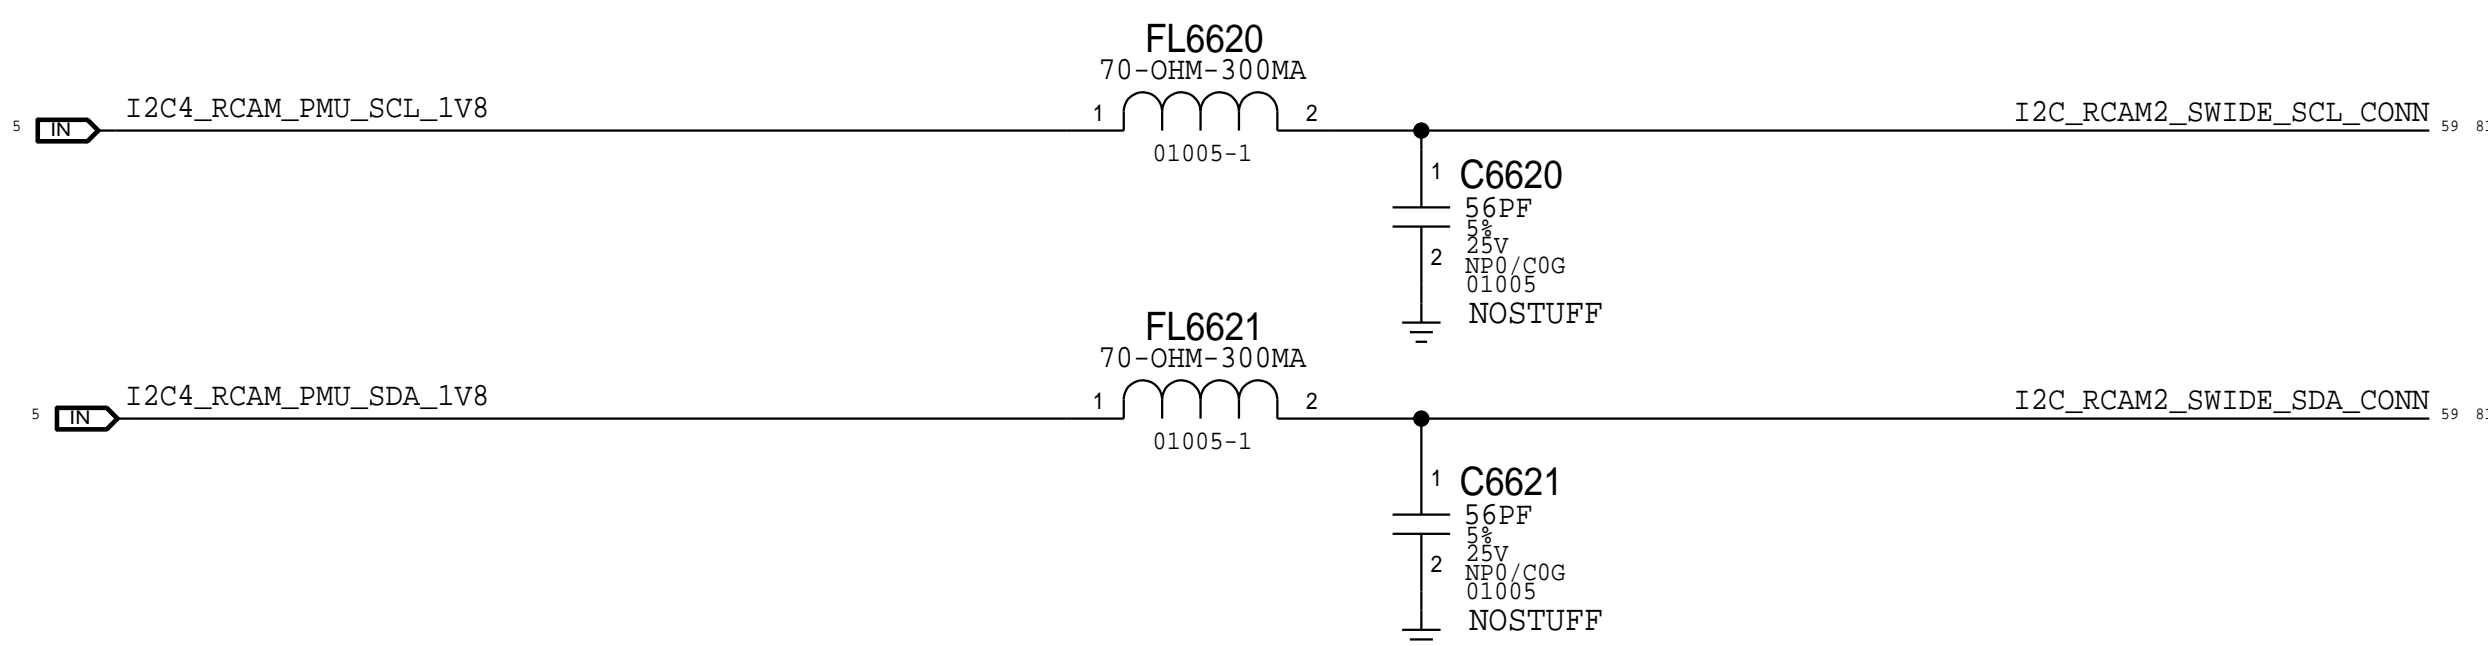 FL6620
70-OHM-300MA
I2C4_RCAM_PMU_SCL_1V8
1
2
I2C_RCAM2_SWIDE_SCL_CONN
5
IN
59
01005-1
1
C6620
56PF
5%
25V
2
NP0/C0G
01005
NOSTUFF
FL6621
70-OHM-300MA
I2C4_RCAM_PMU_SDA_1V8
1
2
I2C_RCAM2_SWIDE_SDA_CONN
5
IN
59
01005-1
1
C6621
56PF
5%
25V
2
NP0/C0G
01005
NOSTUFF